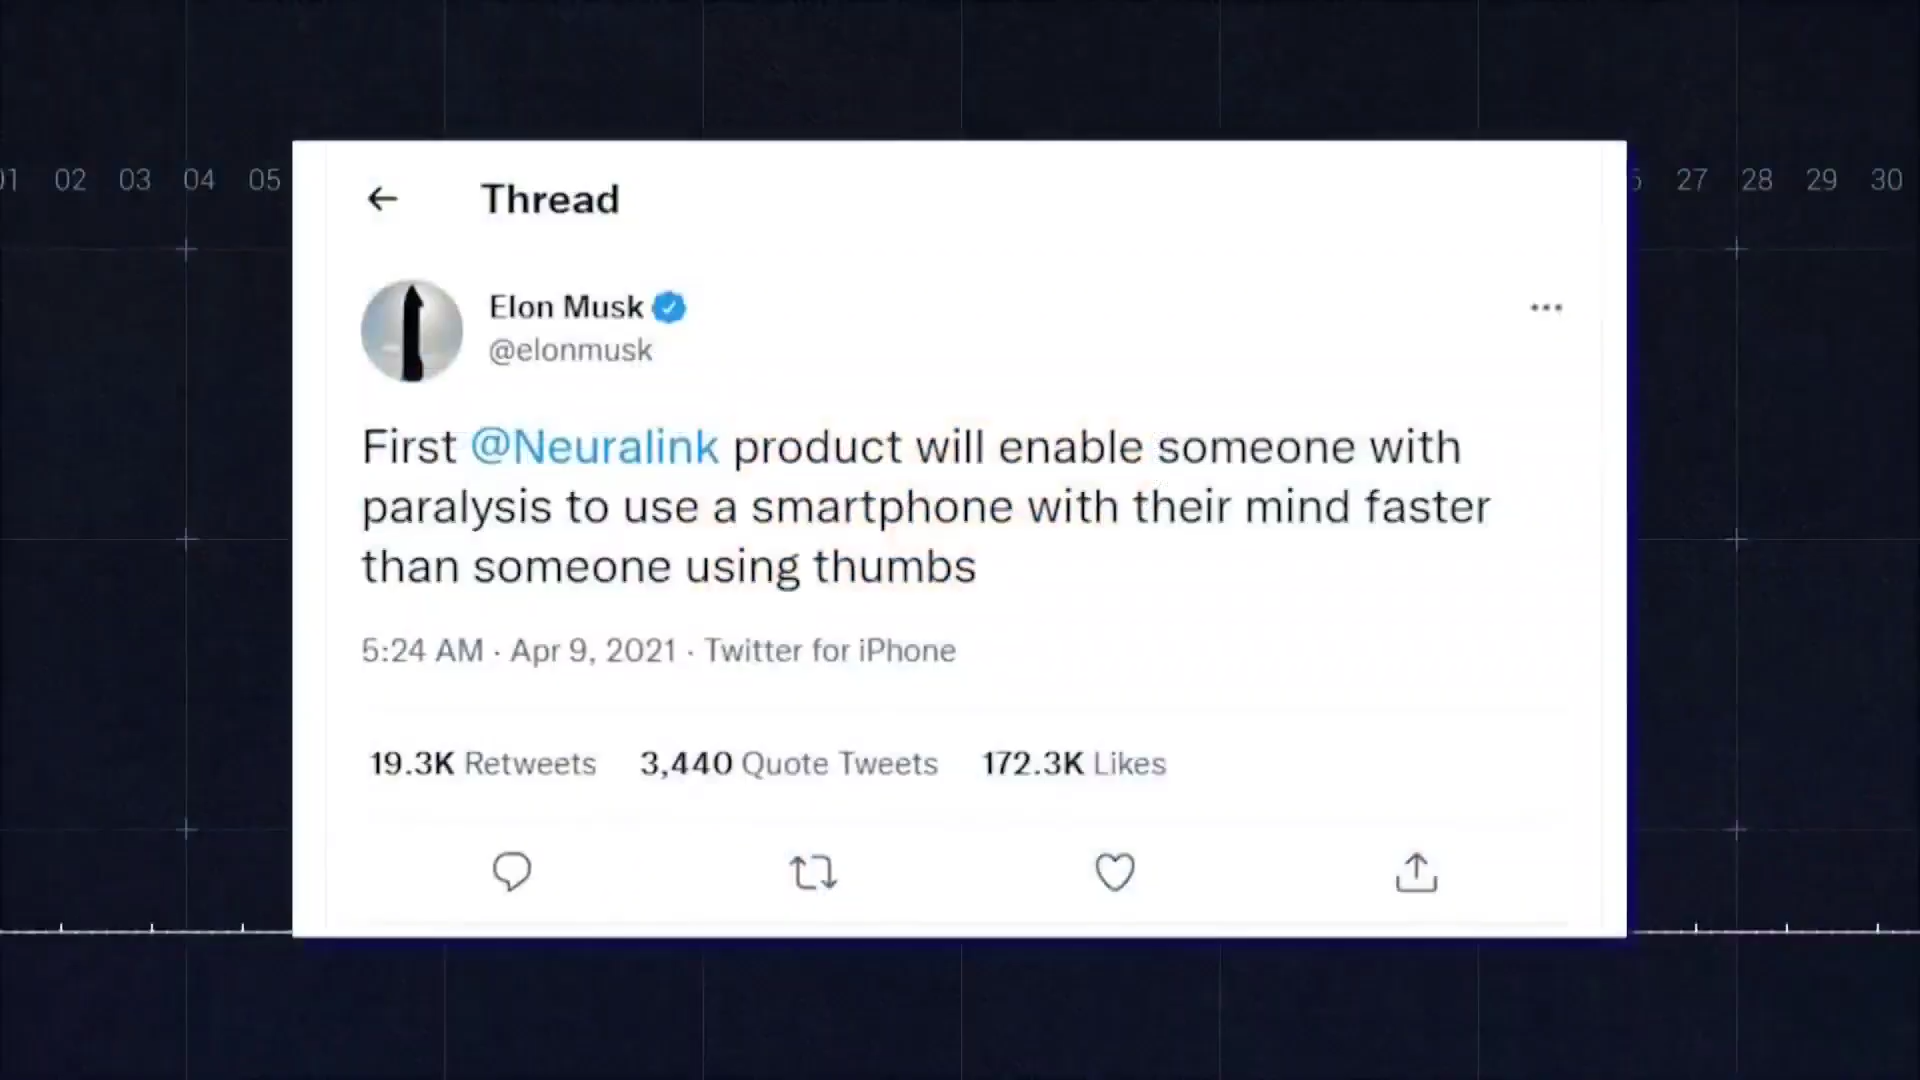 01 02 03 04 05
27 28 29 30
Thread
Elon Musk
@elonmusk
First @Neuralink product will enable someone with
paralysis to use a smartphone with their mind faster
than someone using thumbs
5:24 AM · Apr 9, 2021 · Twitter for iPhone
19.3K Retweets 3,440 Quote Tweets 172.3K Likes